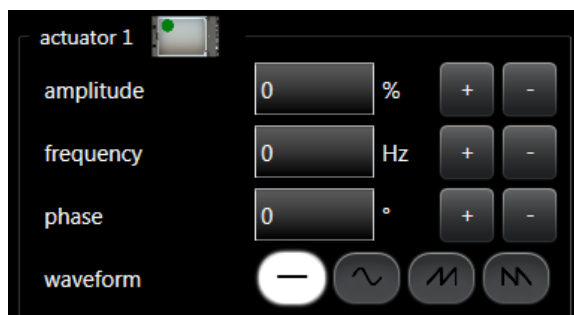 actuator 1
amplitude 0 % + -
frequency 0 Hz + -
phase 0 ° + -
waveform